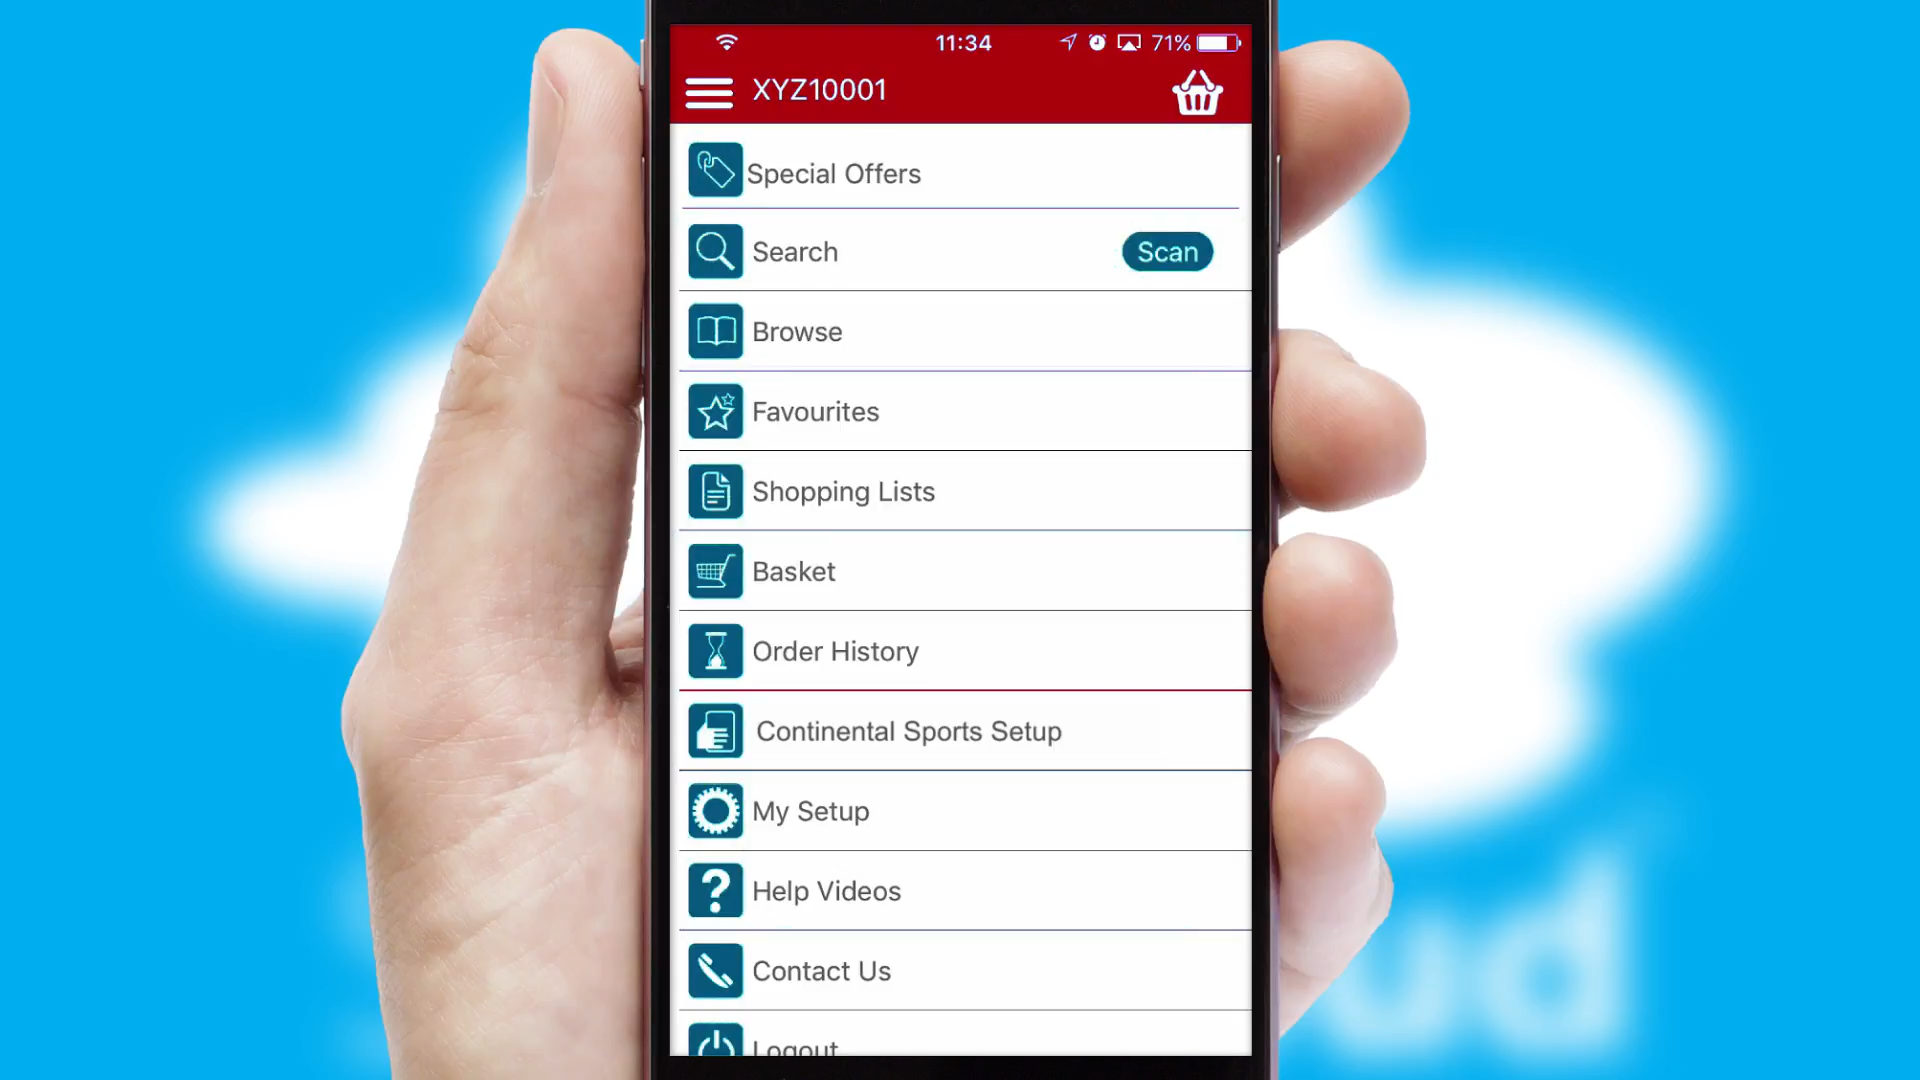 11:34 71%
XYZ10001
Special Offers
Search Scan
Browse
Favourites
Shopping Lists
Basket
Order History
Continental Sports Setup
My Setup
Help Videos
Contact Us
Logout
ud